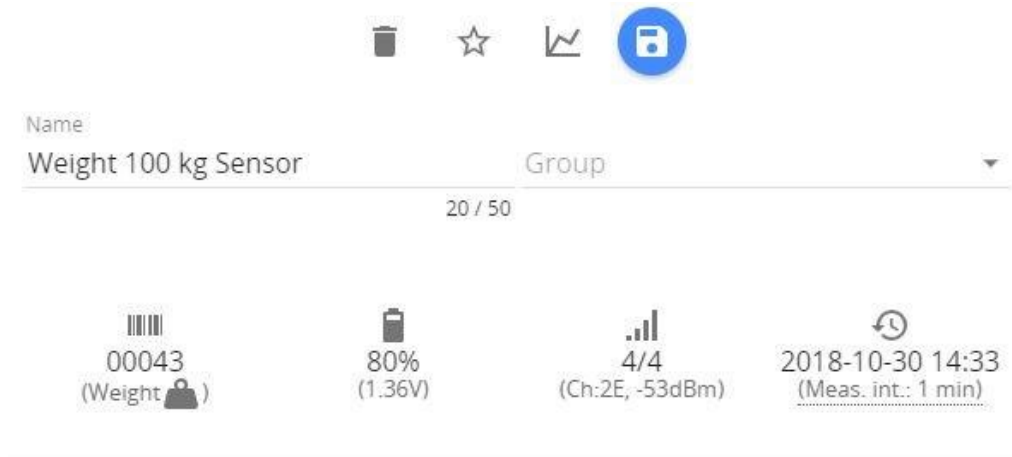 Name
Weight 100 kg Sensor
Group
20 / 50
00043
80%
4/4
2018-10-30 14:33
(Weight )
(1.36V)
(Ch:2E, -53dBm)
(Meas. int.: 1 min)